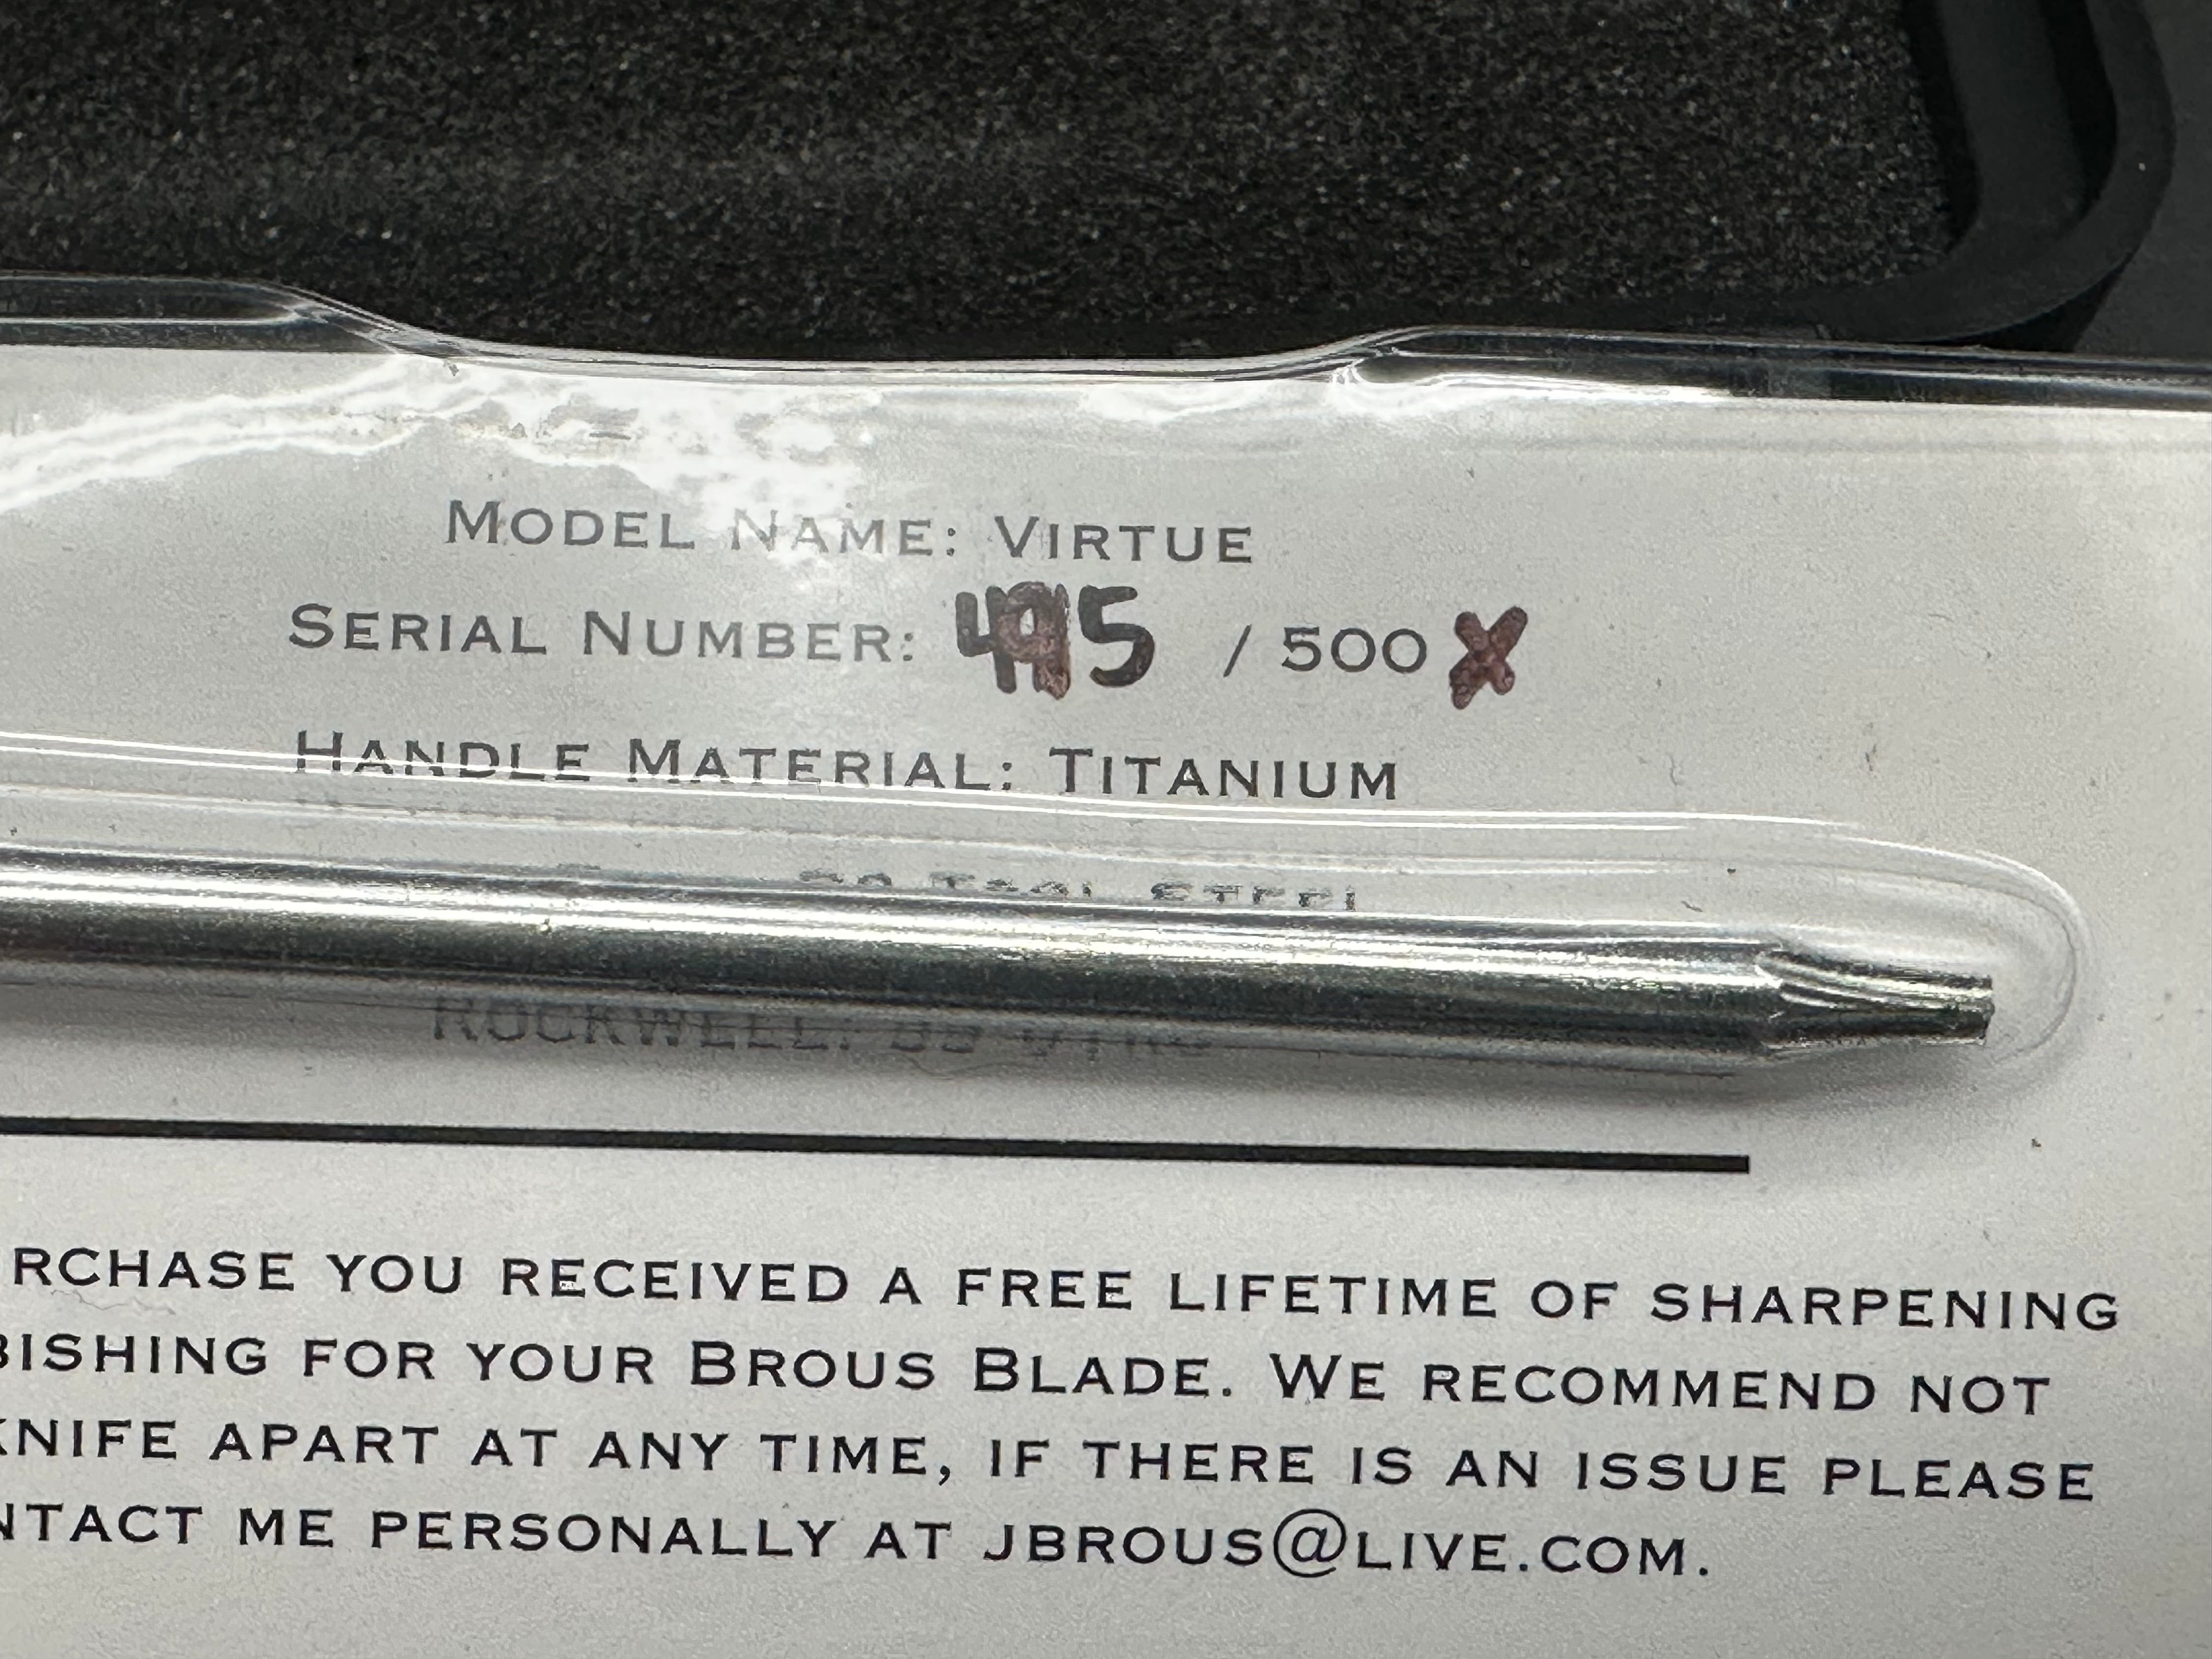 Model Name: Virtue
Serial Number: 495 / 500 X
Handle Material: Titanium
Steel
Rockwell:
rchase you received a free lifetime of sharpening
bishing for your Brous Blade. We recommend not
knife apart at any time, if there is an issue please
ntact me personally at jbrous@live.com.